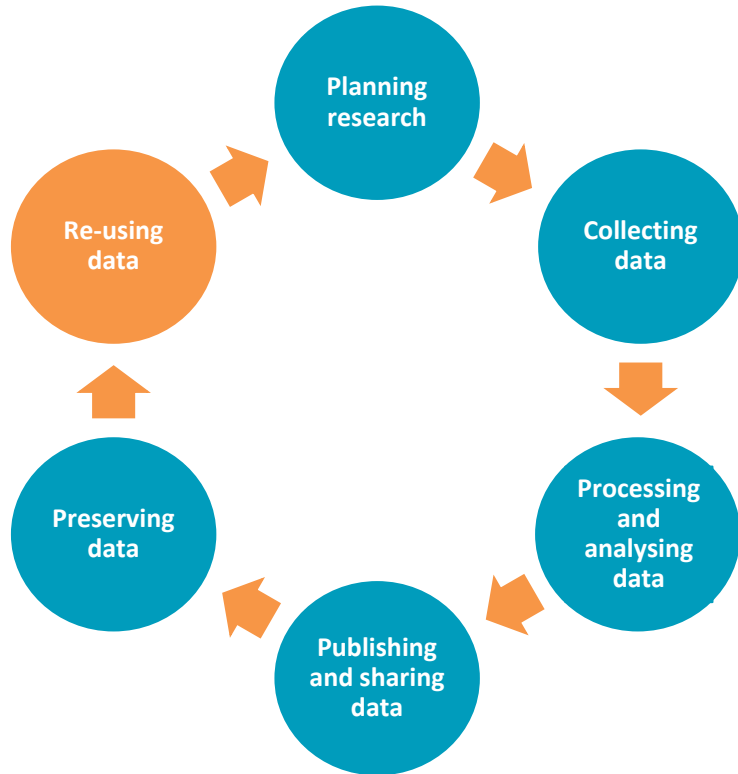 Planning
research
Collecting
data
Processing
and
analysing
data
Publishing
and sharing
data
Preserving
data
Re-using
data